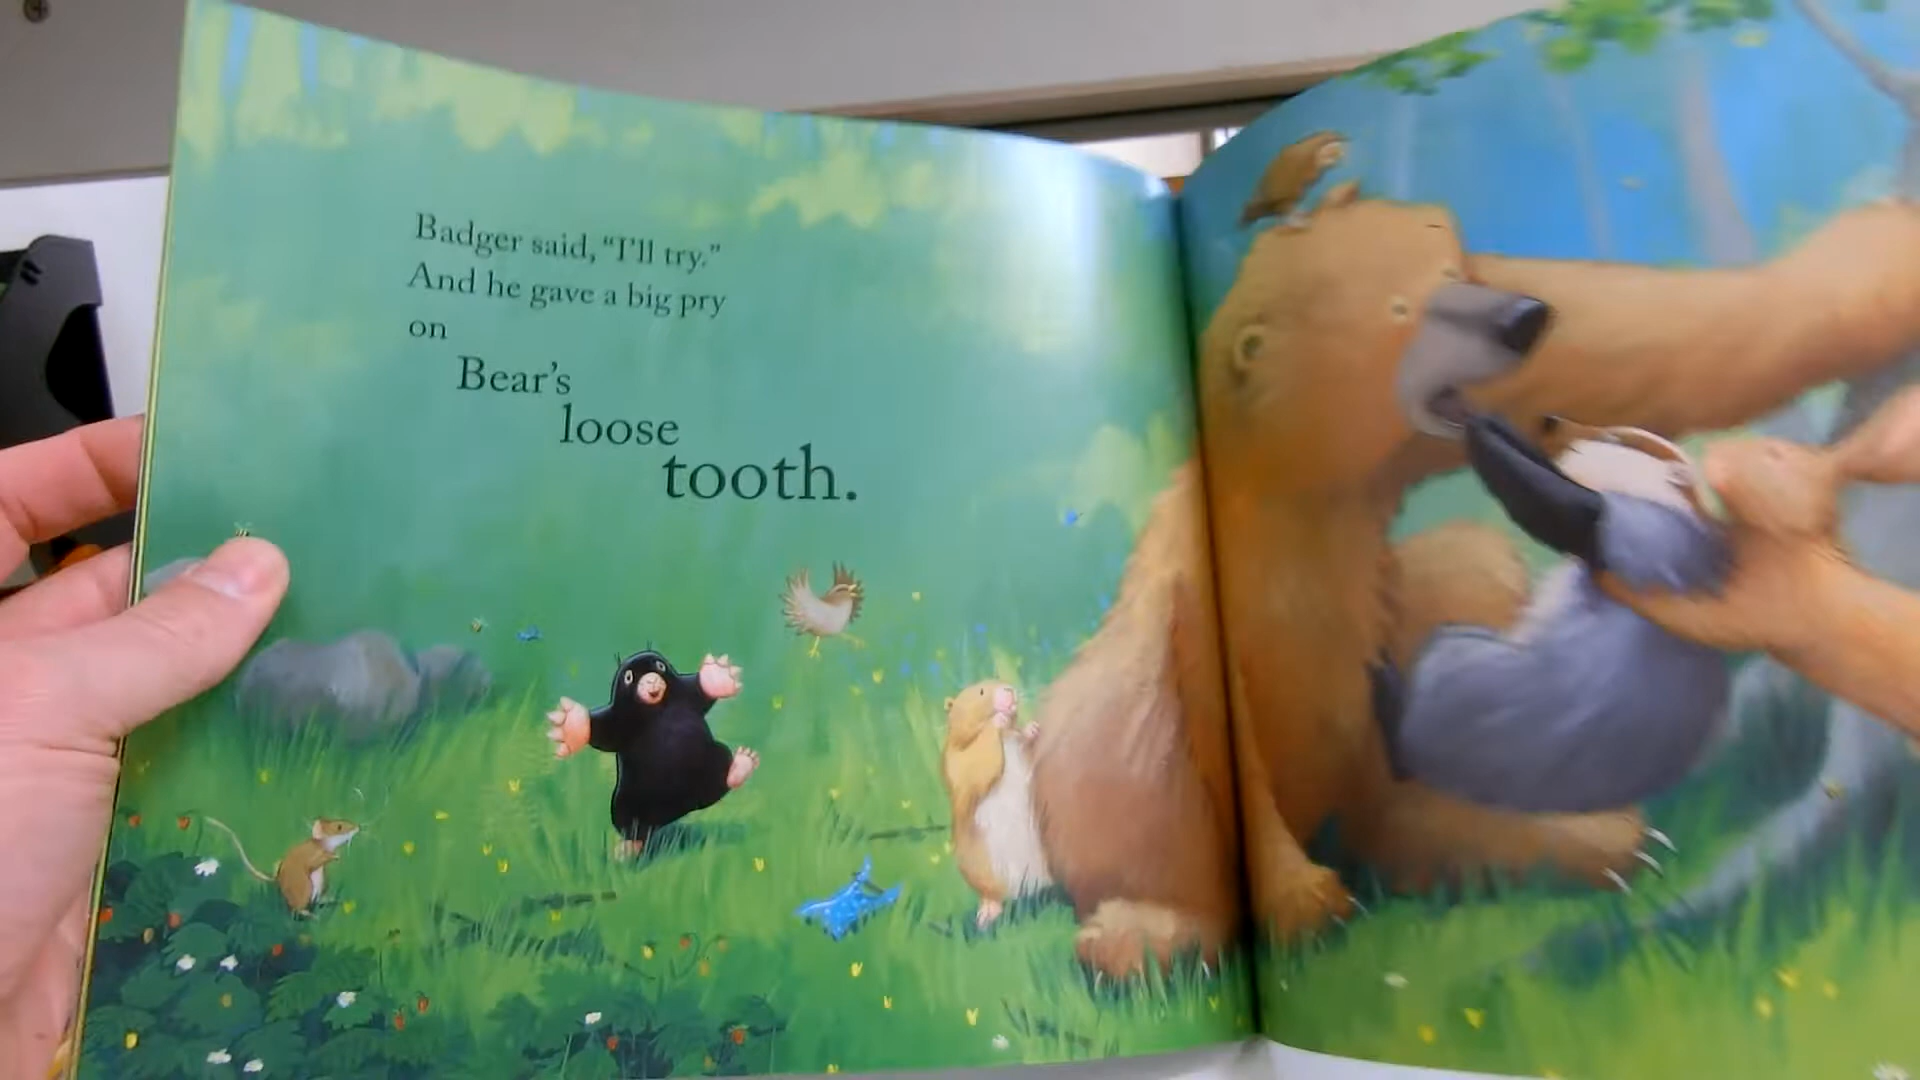 Badger said, “I’ll try.”
And he gave a big pry
on
Bear’s
loose
tooth.